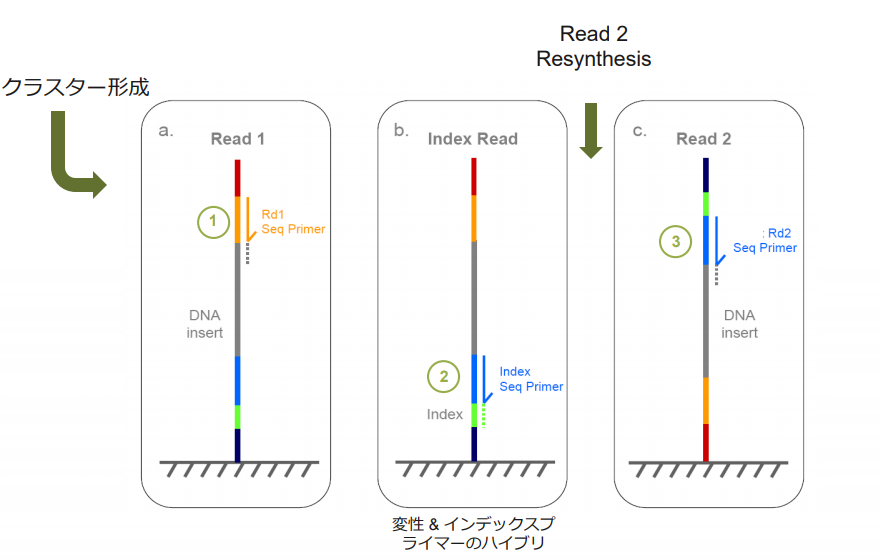 Read 2
Resynthesis
クラスター形成
a.
Read 1
1
Rd1
Seq Primer
DNA
insert
b.
Index Read
2
Index
Seq Primer
Index
変性 & インデックスプ
ライマーのハイブリ
c.
Read 2
3
: Rd2
Seq Primer
DNA
insert